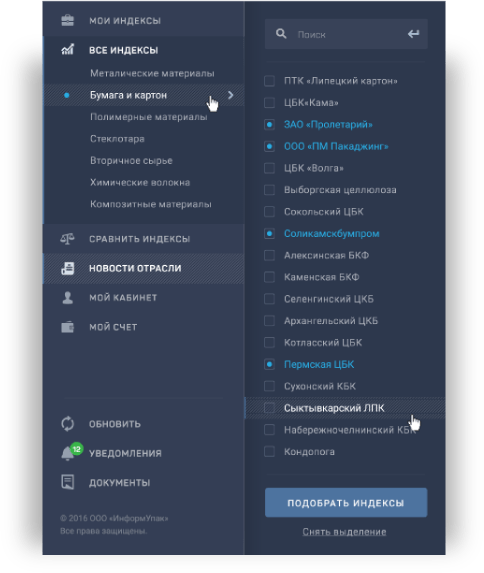 МОИ ИНДЕКСЫ
ВСЕ ИНДЕКСЫ
Металические материалы
Бумага и картон
Полимерные материалы
Стеклотара
Вторичное сырье
Химические волокна
Композитные материалы
СРАВНИТЬ ИНДЕКСЫ
НОВОСТИ ОТРАСЛИ
МОЙ КАБИНЕТ
МОЙ СЧЕТ
ОБНОВИТЬ
12
УВЕДОМЛЕНИЯ
ДОКУМЕНТЫ
© 2016 ООО «ИнформУпак»
Все права защищены.
Поиск
ПТК «Липецкий картон»
ЦБК«Кама»
ЗАО «Пролетарий»
ООО «ПМ Пакаджинг»
ЦБК «Волга»
Выборгская целлюлоза
Сокольский ЦБК
Соликамскбумпром
Алексинская БКФ
Каменская БКФ
Селенгинский ЦКБ
Архангельский ЦКБ
Котласский ЦБК
Пермская ЦБК
Сухонский КБК
Сыктывкарский ЛПК
Набережночелнинский КБК
Кондопога
ПОДОБРАТЬ ИНДЕКСЫ
Снять выделение